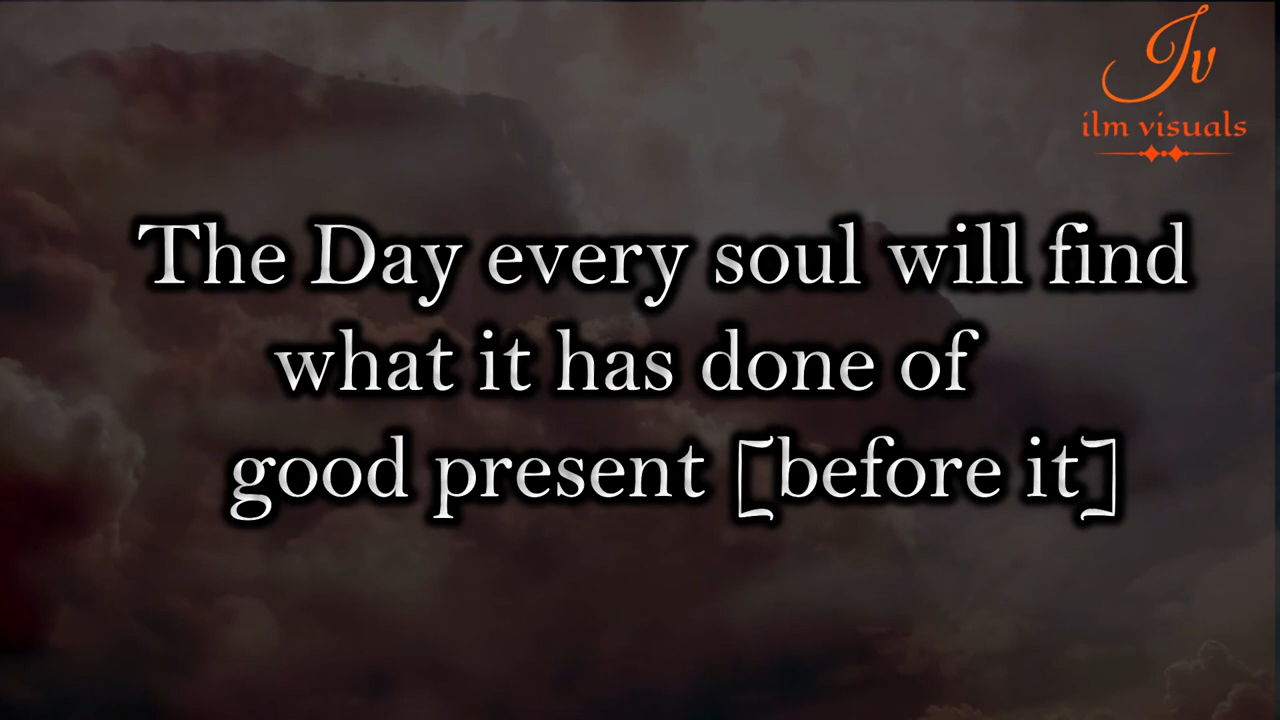 Iv
ilm visuals
The Day every soul will find
what it has done of
good present [before it]